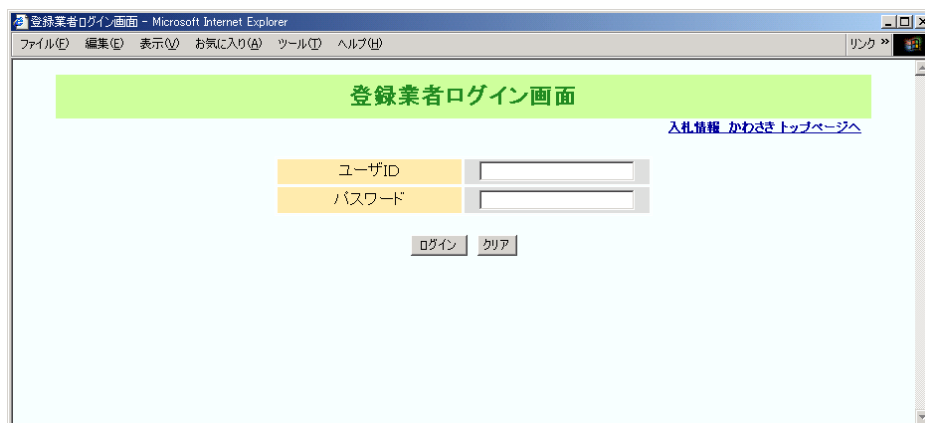 登録業者ログイン画面 - Microsoft Internet Explorer
ファイル(F) 編集(E) 表示(V) お気に入り(A) ツール(T) ヘルプ(H) リンク »
登録業者ログイン画面
入札情報 かわさき トップページへ
ユーザID
パスワード
ログイン クリア